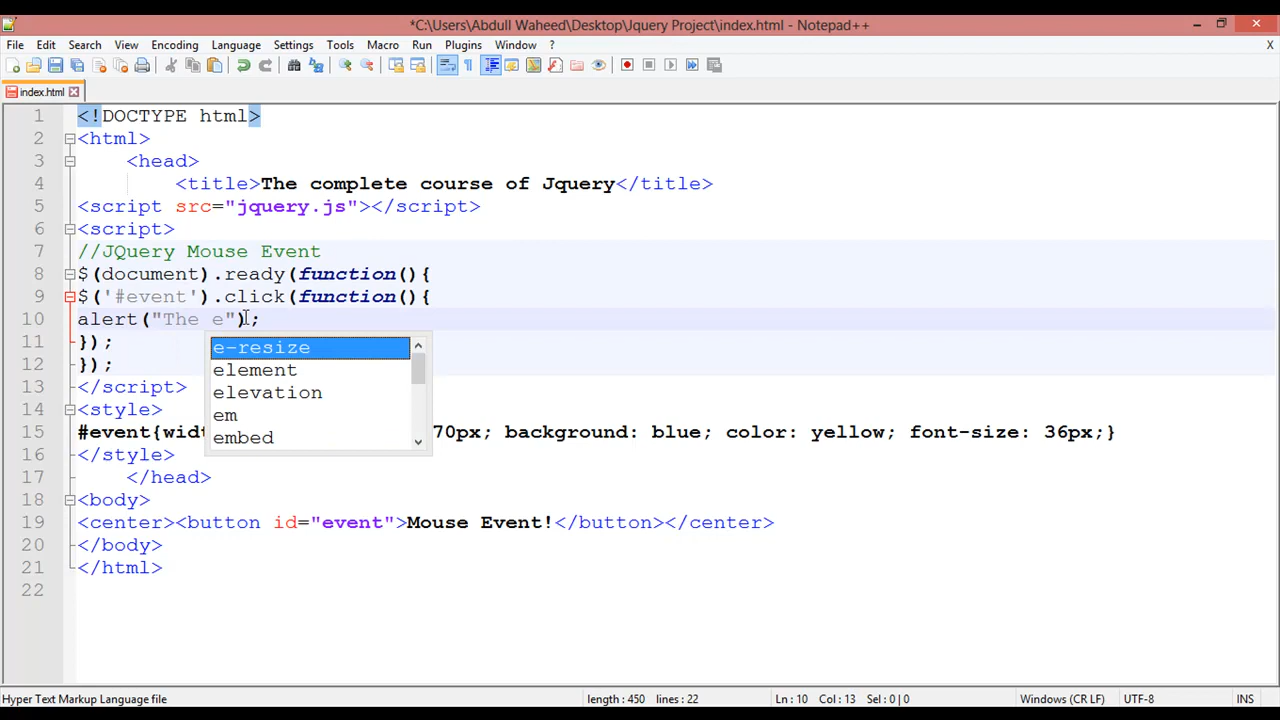 *C:\Users\Abdull Waheed\Desktop\Jquery Project\index.html - Notepad++
File Edit Search View Encoding Language Settings Tools Macro Run Plugins Window ? X
index.html
1 <!DOCTYPE html>
2 <html>
3 <head>
4 <title>The complete course of Jquery</title>
5 <script src="jquery.js"></script>
6 <script>
7 //JQuery Mouse Event
8 $(document).ready(function(){
9 $('#event').click(function(){
10 alert("The e");
11 });
12 });
13 </script>
14 <style>
15 #event{wid 70px; background: blue; color: yellow; font-size: 36px;}
16 </style>
17 </head>
18 <body>
19 <center><button id="event">Mouse Event!</button></center>
20 </body>
21 </html>
22
e-resize
element
elevation
em
embed
Hyper Text Markup Language file length : 450 lines : 22 Ln : 10 Col : 13 Sel : 0 | 0 Windows (CR LF) UTF-8 INS